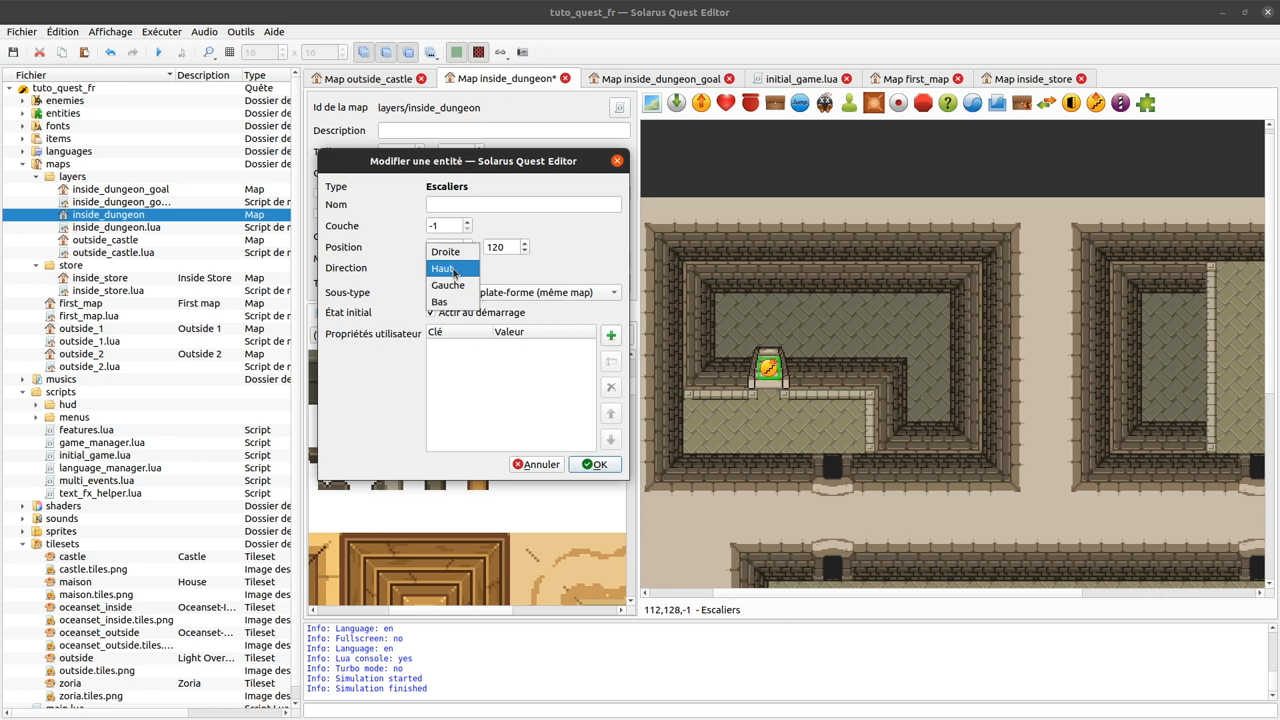 tuto_quest_fr — Solarus Quest Editor
Fichier Édition Affichage Exécuter Audio Outils Aide
16 x 16
Fichier Description Type
tuto_quest_fr Quête
enemies Dossier de
entities Dossier de
fonts Dossier de
items Dossier de
languages Dossier de
maps Dossier de
layers Dossier de
inside_dungeon_goal Map
inside_dungeon_go... Script de
inside_dungeon Map
inside_dungeon.lua Script de
outside_castle Map
outside_castle.lua Script de
store Dossier de
inside_store Inside Store Map
inside_store.lua Script de
first_map First map Map
first_map.lua Script de
outside_1 Outside 1 Map
outside_1.lua Script de
outside_2 Outside 2 Map
outside_2.lua Script de
musics Dossier de
scripts Dossier de
hud Dossier de
menus Dossier de
features.lua Script
game_manager.lua Script
initial_game.lua Script
language_manager.lua Script
multi_events.lua Script
text_fx_helper.lua Script
shaders Dossier de
sounds Dossier de
sprites Dossier de
tilesets Dossier de
castle Castle Tileset
castle.tiles.png Image des
maison House Tileset
maison.tiles.png Image des
oceanset_inside Oceanset-I... Tileset
oceanset_inside.tiles.png Image des
oceanset_outside Oceanset-... Tileset
oceanset_outside.tiles.... Image des
outside Light Over... Tileset
outside.tiles.png Image des
zoria Zoria Tileset
zoria.tiles.png Image des
Map outside_castle Map inside_dungeon* Map inside_dungeon_goal initial_game.lua Map first_map Map inside_store
Id de la map layers/inside_dungeon
Description
Modifier une entité — Solarus Quest Editor
Type Escaliers
Nom
Couche -1
Position 120
Direction
Droite
Haut
Gauche
Bas
Sous-type plate-forme (même map)
État initial Actif au démarrage
Propriétés utilisateur Clé Valeur
Annuler OK
Jump
112,128,-1 - Escaliers
Info: Language: en
Info: Fullscreen: no
Info: Language: en
Info: Lua console: yes
Info: Turbo mode: no
Info: Simulation started
Info: Simulation finished